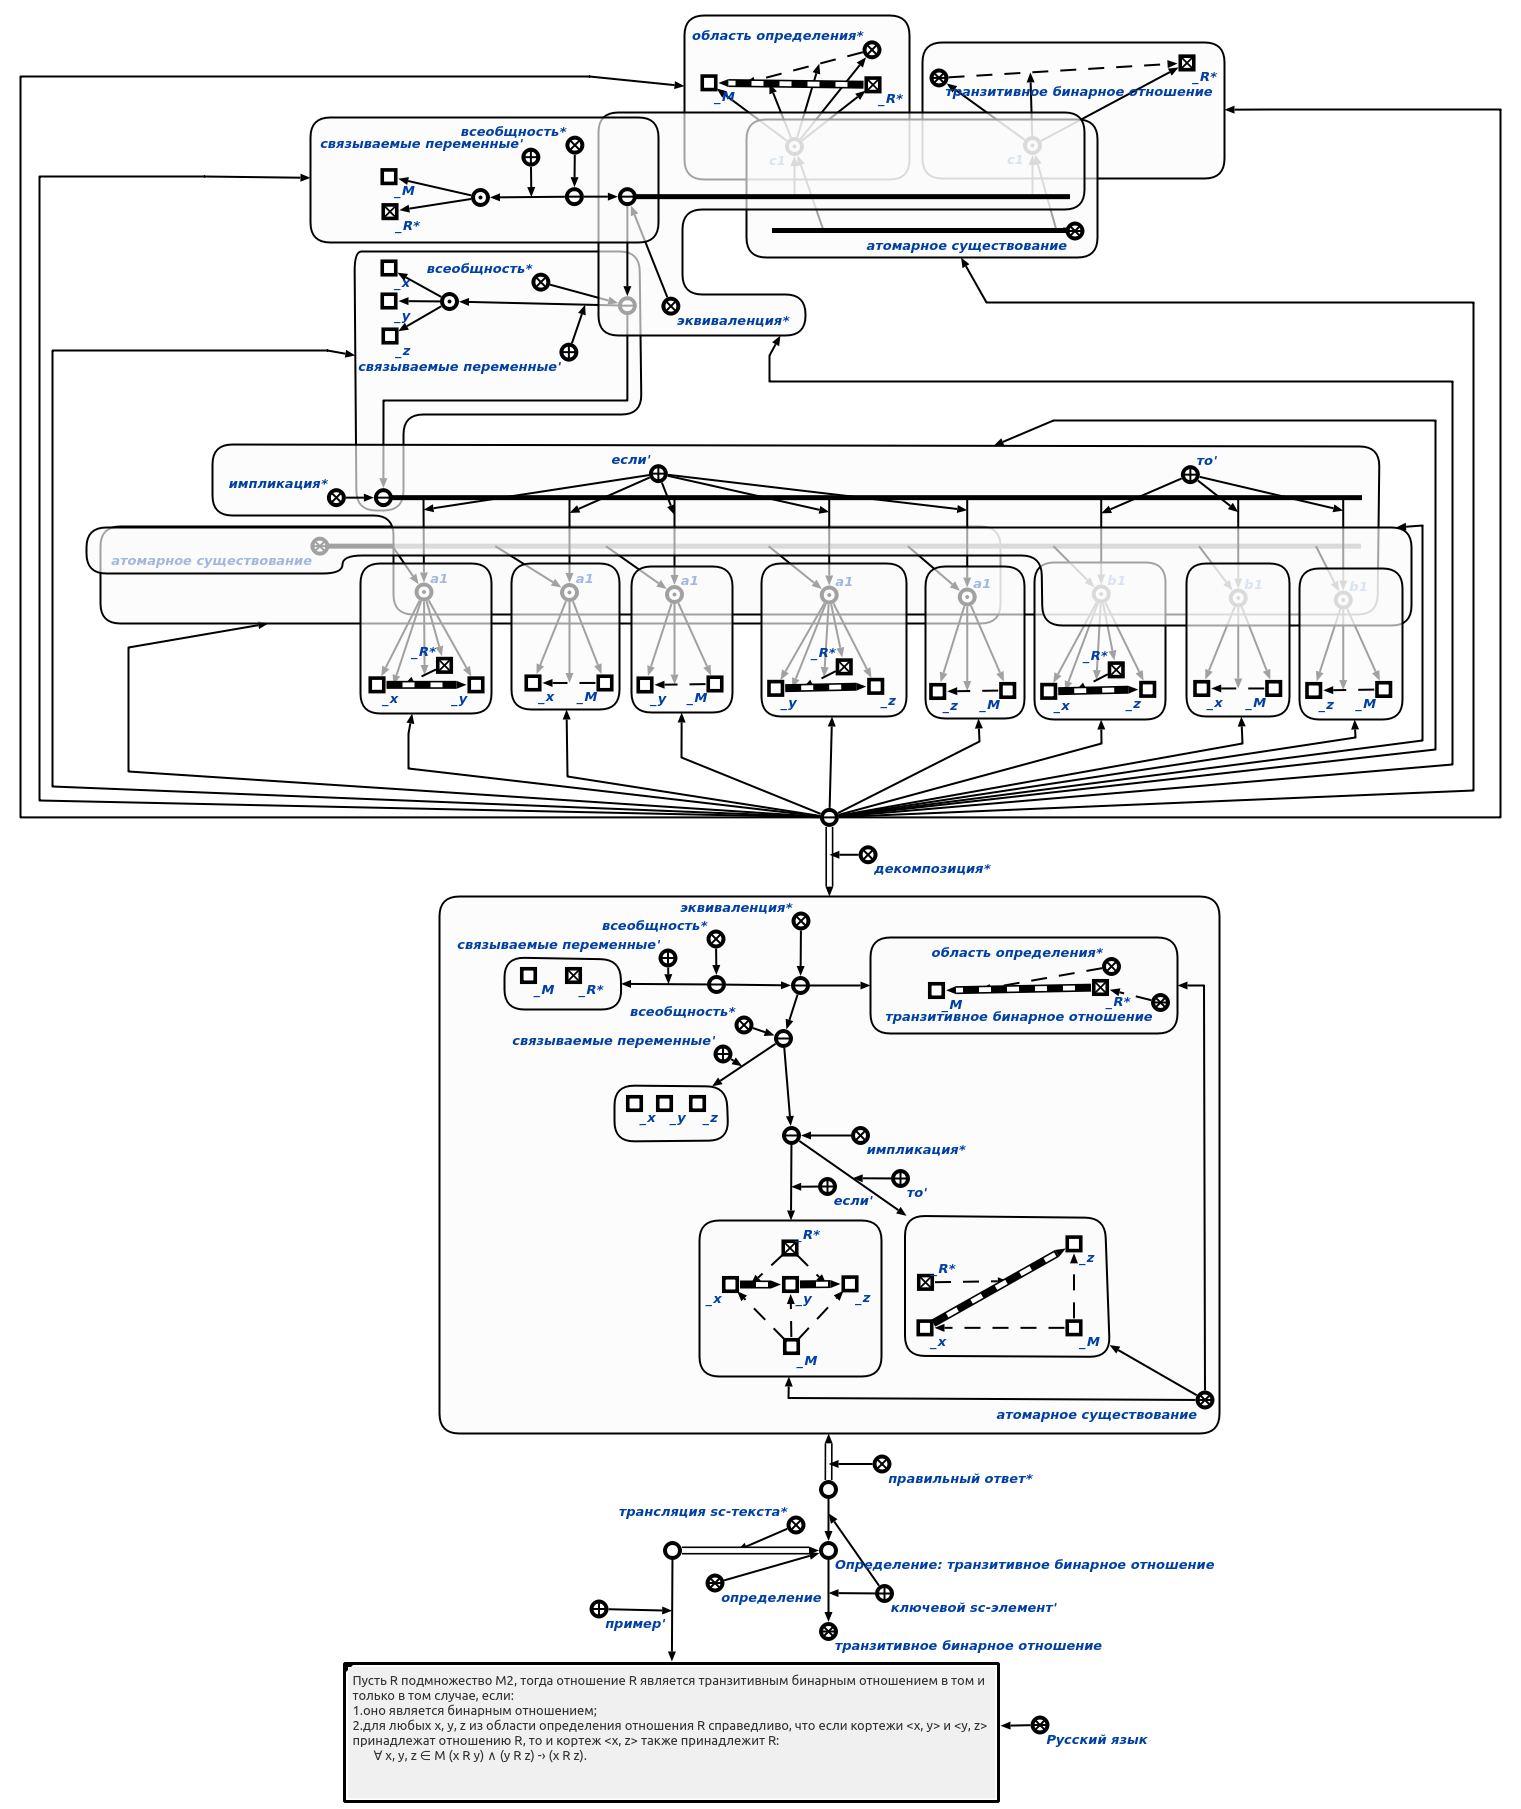 область определения*
_M
_R*
_R*
транзитивное бинарное отношение
всеобщность*
связываемые переменные'
_M
_R*
c1
c1
атомарное существование
_x
всеобщность*
_y
_z
эквиваленция*
связываемые переменные'
если'
то'
импликация*
атомарное существование
a1
a1
a1
a1
a1
b1
b1
b1
_R*
_x
_y
_x
_M
_y
_M
_R*
_y
_z
_z
_M
_R*
_x
_z
_x
_M
_z
_M
декомпозиция*
эквиваленция*
всеобщность*
связываемые переменные'
_M
_R*
область определения*
_M
_R*
транзитивное бинарное отношение
всеобщность*
связываемые переменные'
_x
_y
_z
импликация*
то'
если'
_R*
_x
_y
_z
_M
_R*
_z
_x
_M
атомарное существование
правильный ответ*
трансляция sc-текста*
Определение: транзитивное бинарное отношение
определение
ключевой sc-элемент'
пример'
транзитивное бинарное отношение
Пусть R подмножество M2, тогда отношение R является транзитивным бинарным отношением в том и
только в том случае, если:
1.оно является бинарным отношением;
2.для любых x, y, z из области определения отношения R справедливо, что если кортежи <x, y> и <y, z>
принадлежат отношению R, то и кортеж <x, z> также принадлежит R:
∀ x, y, z ∈ M (x R y) ∧ (y R z) -› (x R z).
Русский язык